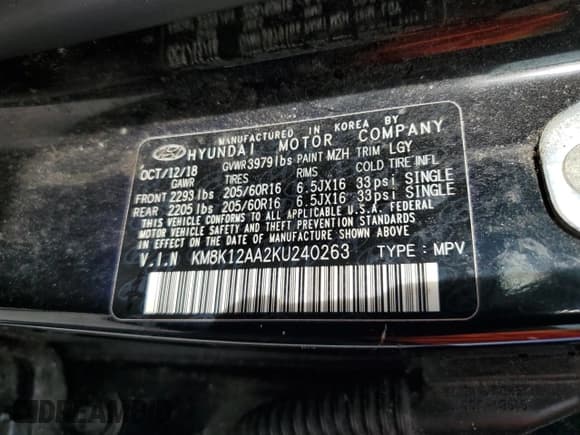 MANUFACTURED IN KOREA BY
HYUNDAI MOTOR COMPANY
OCT/12/18 GVWR 3979lbs PAINT MZH TRIM LGY
GAWR TIRES RIMS COLD TIRE INFL
FRONT 2293 lbs 205/60R16 6.5JX16 33psi SINGLE
REAR 2205 lbs 205/60R16 6.5JX16 33psi SINGLE
THIS VEHICLE CONFORMS TO ALL APPLICABLE U.S.A. FEDERAL
MOTOR VEHICLE SAFETY AND THEFT PREVENTION STANDARDS
IN EFFECT ON THE DATE OF MANUFACTURE SHOWN ABOVE.
V.I.N KM8K12AA2KU240263 TYPE : MPV
DREAMBID